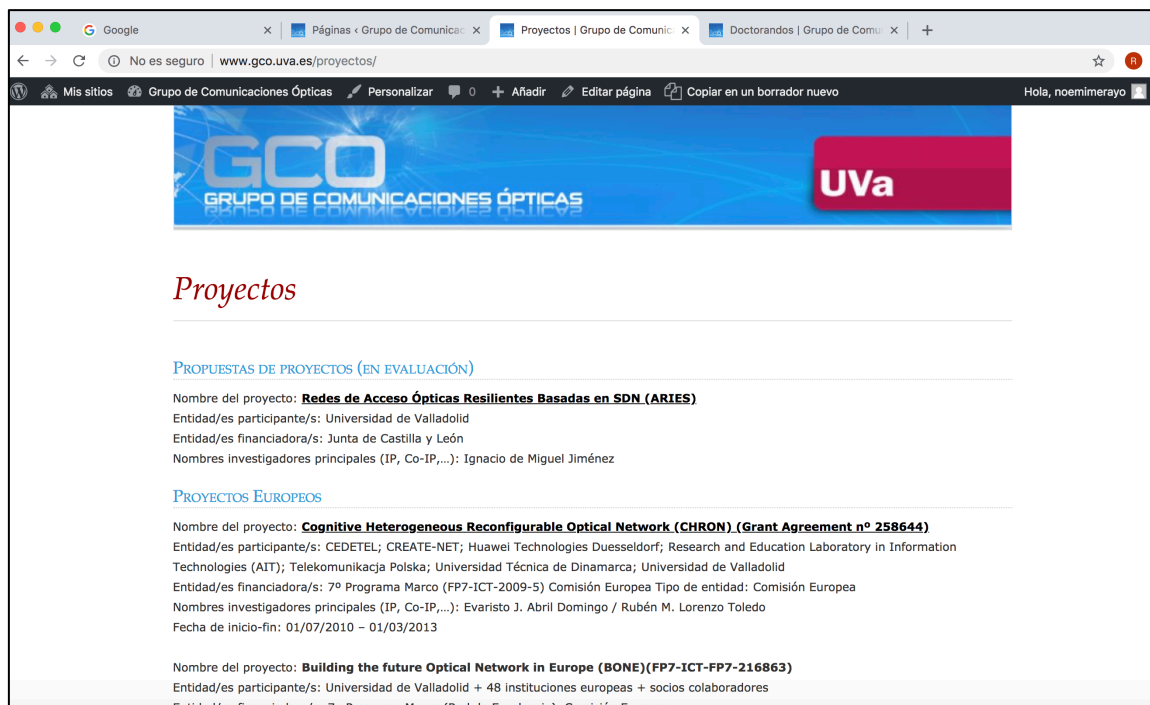 Google
Páginas ‹ Grupo de Comunicac
Proyectos | Grupo de Comunic
Doctorandos | Grupo de Comu
No es seguro | www.gco.uva.es/proyectos/
R
Mis sitios Grupo de Comunicaciones Ópticas Personalizar 0 Añadir Editar página Copiar en un borrador nuevo Hola, noemimerayo
GCO
GRUPO DE COMUNICACIONES ÓPTICAS
UVa
Proyectos
Propuestas de proyectos (en evaluación)
Nombre del proyecto: Redes de Acceso Ópticas Resilientes Basadas en SDN (ARIES)
Entidad/es participante/s: Universidad de Valladolid
Entidad/es financiadora/s: Junta de Castilla y León
Nombres investigadores principales (IP, Co-IP,...): Ignacio de Miguel Jiménez
Proyectos Europeos
Nombre del proyecto: Cognitive Heterogeneous Reconfigurable Optical Network (CHRON) (Grant Agreement nº 258644)
Entidad/es participante/s: CEDETEL; CREATE-NET; Huawei Technologies Duesseldorf; Research and Education Laboratory in Information
Technologies (AIT); Telekomunikacja Polska; Universidad Técnica de Dinamarca; Universidad de Valladolid
Entidad/es financiadora/s: 7º Programa Marco (FP7-ICT-2009-5) Comisión Europea Tipo de entidad: Comisión Europea
Nombres investigadores principales (IP, Co-IP,...): Evaristo J. Abril Domingo / Rubén M. Lorenzo Toledo
Fecha de inicio-fin: 01/07/2010 – 01/03/2013
Nombre del proyecto: Building the future Optical Network in Europe (BONE)(FP7-ICT-FP7-216863)
Entidad/es participante/s: Universidad de Valladolid + 48 instituciones europeas + socios colaboradores